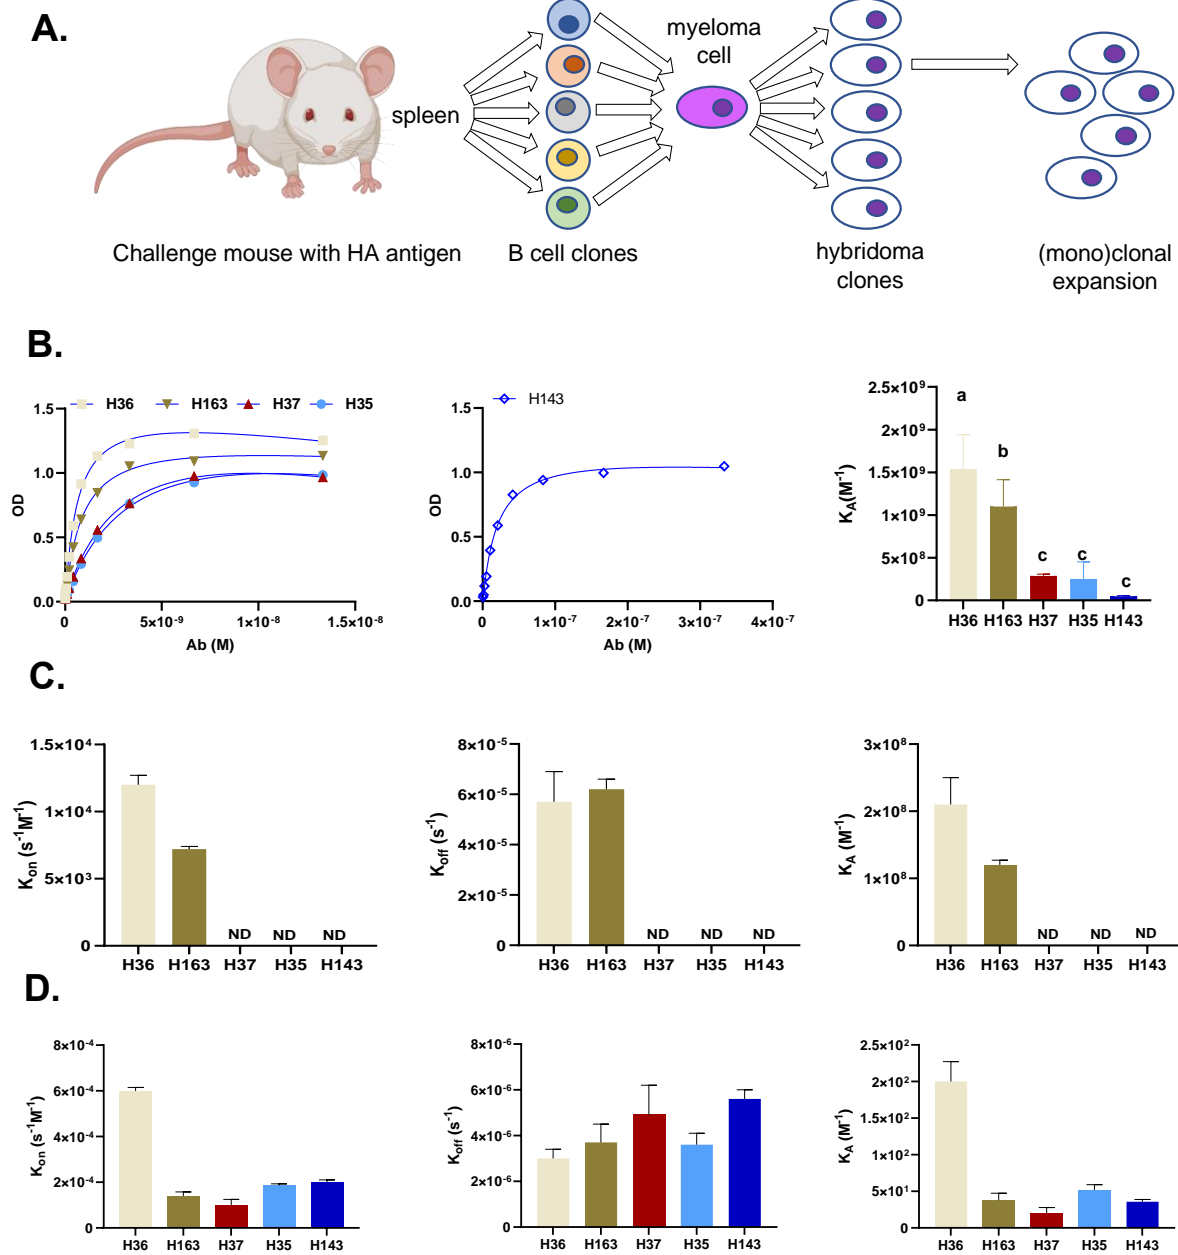 A.
spleen
myeloma
cell
Challenge mouse with HA antigen
B cell clones
hybridoma
clones
(mono)clonal
expansion
B.
H36 H163 H37 H35
OD
1.5
1.0
0.5
0.0
0 5×10⁻⁹ 1×10⁻⁸ 1.5×10⁻⁸
Ab (M)
H143
OD
1.5
1.0
0.5
0.0
0 1×10⁻⁷ 2×10⁻⁷ 3×10⁻⁷ 4×10⁻⁷
Ab (M)
K_A(M⁻¹)
2.5×10⁹
2×10⁹
1.5×10⁹
1×10⁹
5×10⁸
0
a
b
c
c
c
H36 H163 H37 H35 H143
C.
K_on (s⁻¹M⁻¹)
1.5×10⁴
1×10⁴
5×10³
0
ND ND ND
H36 H163 H37 H35 H143
K_off (s⁻¹)
8×10⁻⁵
6×10⁻⁵
4×10⁻⁵
2×10⁻⁵
0
ND ND ND
H36 H163 H37 H35 H143
K_A (M⁻¹)
3×10⁸
2×10⁸
1×10⁸
0
ND ND ND
H36 H163 H37 H35 H143
D.
K_on (s⁻¹M⁻¹)
8×10⁻⁴
6×10⁻⁴
4×10⁻⁴
2×10⁻⁴
0
H36 H163 H37 H35 H143
K_off (s⁻¹)
8×10⁻⁶
6×10⁻⁶
4×10⁻⁶
2×10⁻⁶
0
H36 H163 H37 H35 H143
K_A (M⁻¹)
2.5×10²
2×10²
1.5×10²
1×10²
5×10¹
0
H36 H163 H37 H35 H143